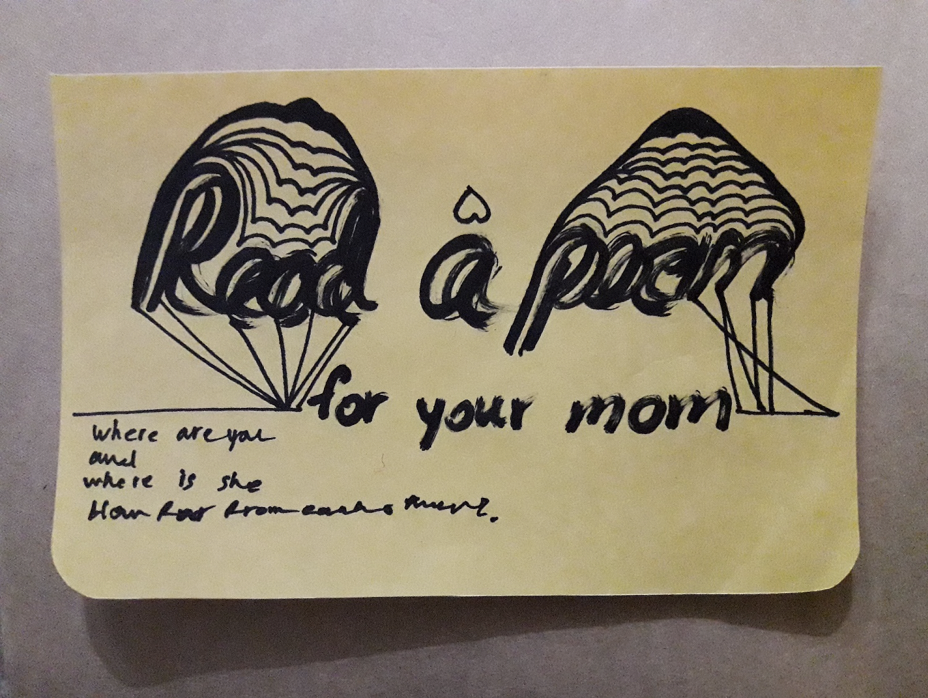 Read a poem
for your mom
where are you
and
where is she
How far from each other?